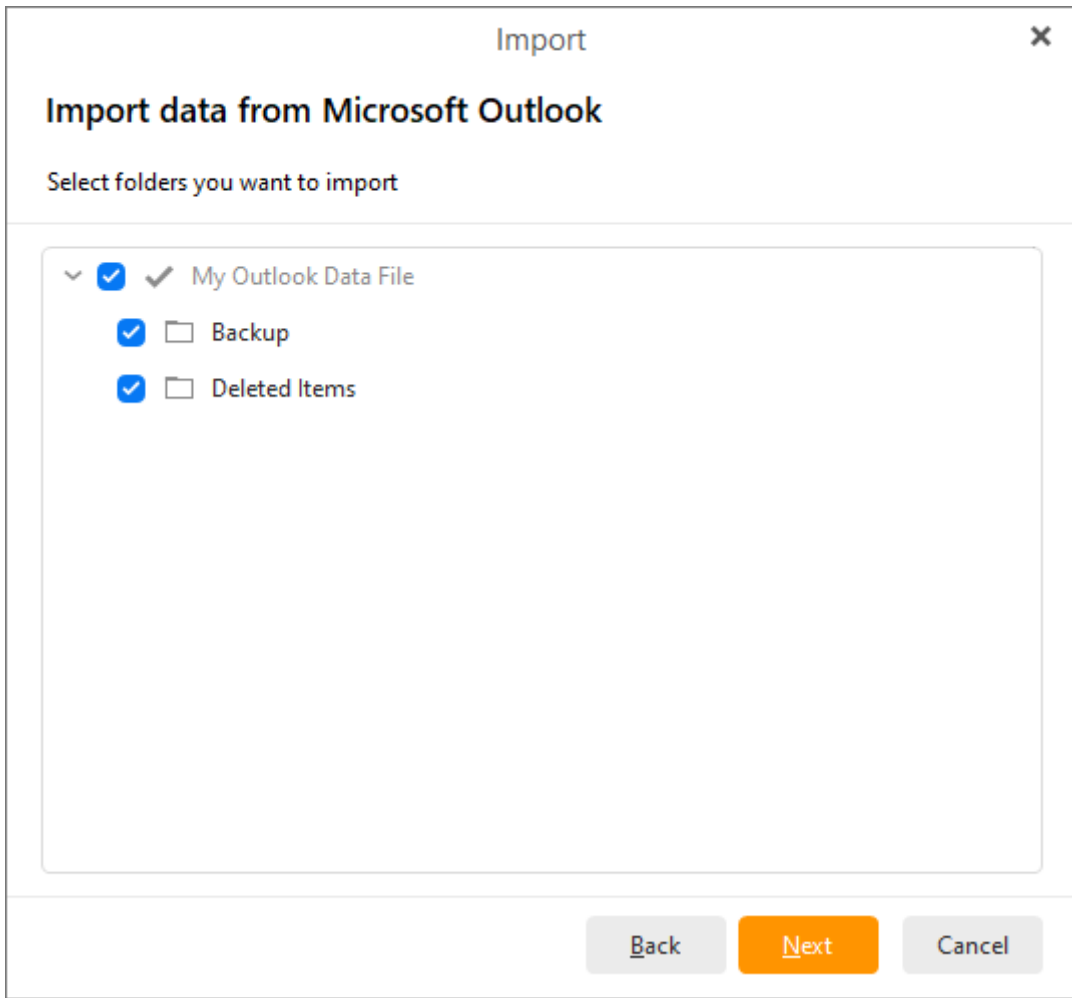 Import
Import data from Microsoft Outlook
Select folders you want to import
My Outlook Data File
Backup
Deleted Items
Back Next Cancel